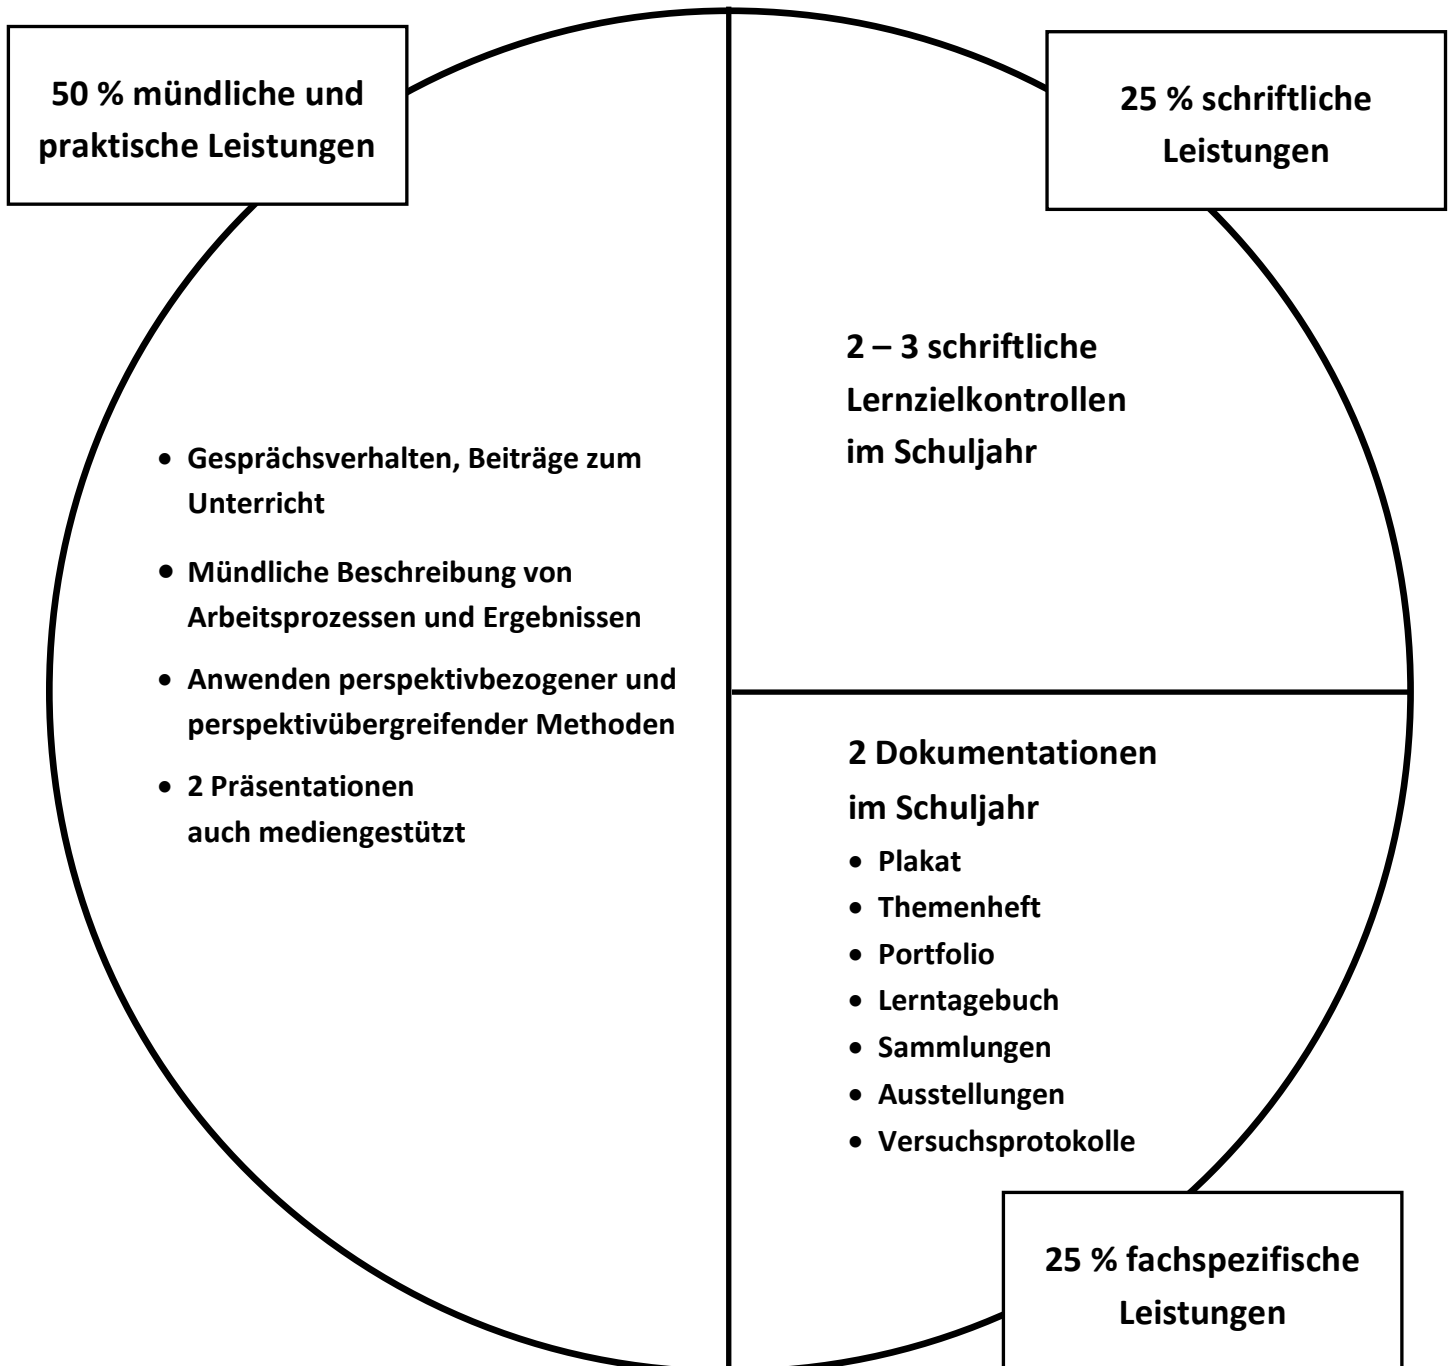 50 % mündliche und
praktische Leistungen
• Gesprächsverhalten, Beiträge zum
Unterricht
• Mündliche Beschreibung von
Arbeitsprozessen und Ergebnissen
• Anwenden perspektivbezogener und
perspektivübergreifender Methoden
• 2 Präsentationen
auch mediengestützt
25 % schriftliche
Leistungen
2 – 3 schriftliche
Lernzielkontrollen
im Schuljahr
2 Dokumentationen
im Schuljahr
• Plakat
• Themenheft
• Portfolio
• Lerntagebuch
• Sammlungen
• Ausstellungen
• Versuchsprotokolle
25 % fachspezifische
Leistungen